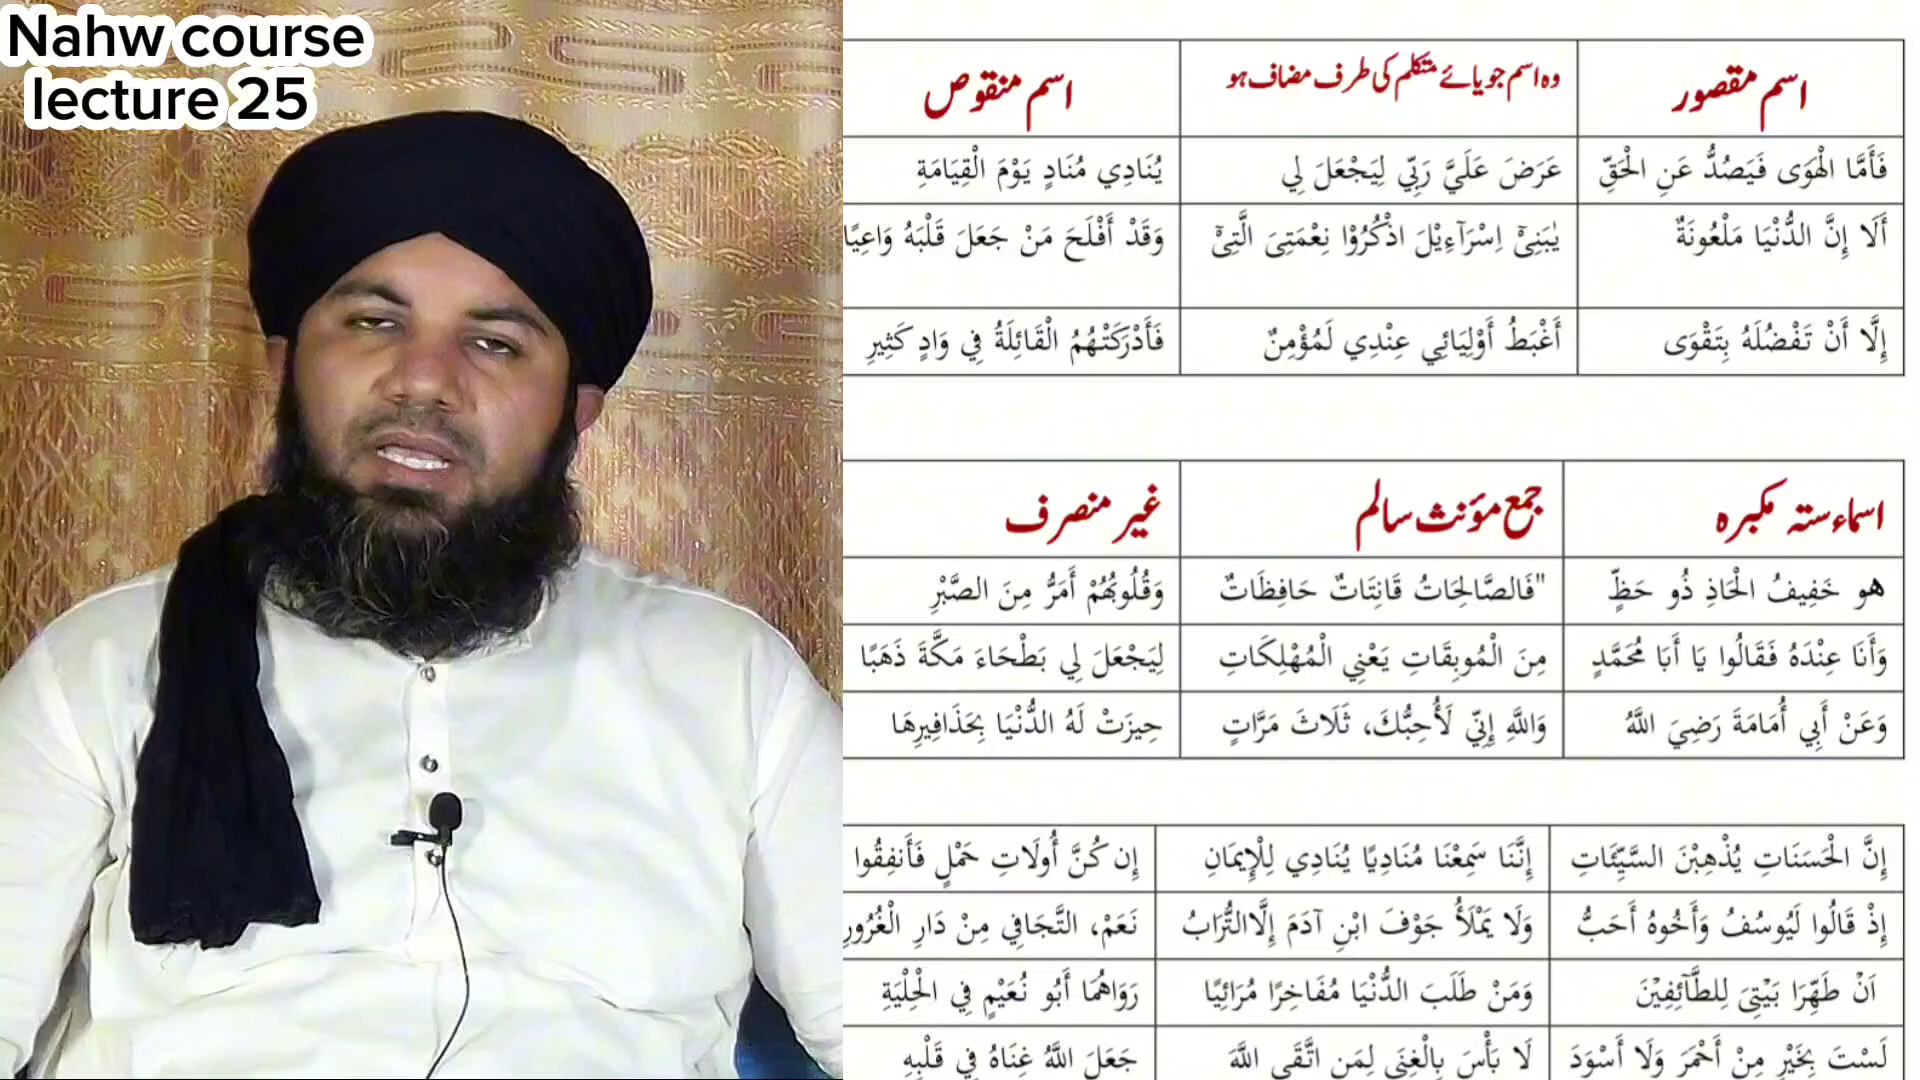 Nahw course
lecture 25
اسم مقصور
وہ اسم جو یائے متکلم کی طرف مضاف ہو
اسم منقوص
فَأَمَّا الْهَوَى فَيَصُدُّ عَنِ الْحَقِّ
عَرَضَ عَلَيَّ رَبِّي لِيَجْعَلَ لِي
يُنَادِي مُنَادٍ يَوْمَ الْقِيَامَةِ
أَلَا إِنَّ الدُّنْيَا مَلْعُونَةٌ
يٰبَنِىْٓ اِسْرَآءِيْلَ اذْكُرُوْا نِعْمَتِىَ الَّتِىْٓ
وَقَدْ أَفْلَحَ مَنْ جَعَلَ قَلْبَهُ وَاعِيًا
إِلَّا أَنْ تَفْضُلَهُ بِتَقْوَى
أَغْبَطُ أَوْلِيَائِي عِنْدِي لَمُؤْمِنٌ
فَأَدْرَكَتْهُمُ الْقَائِلَةُ فِي وَادٍ كَثِيرِ
اسماء ستہ مکبرہ
جمع مؤنث سالم
غیر منصرف
هو خَفِيفُ الْحَاذِ ذُو حَظٍّ
"فَالصَّالِحَاتُ قَانِتَاتٌ حَافِظَاتٌ
وَقُلُوبُهُمْ أَمَرُّ مِنَ الصَّبْرِ
وَأَنَا عِنْدَهُ فَقَالُوا يَا أَبَا مُحَمَّدٍ
مِنَ الْمُوبِقَاتِ يَعْنِي الْمُهْلِكَاتِ
لِيَجْعَلَ لِي بَطْحَاءَ مَكَّةَ ذَهَبًا
وَعَنْ أَبِي أُمَامَةَ رَضِيَ اللَّهُ
وَاللَّهِ إِنِّي لَأُحِبُّكَ، ثَلَاثَ مَرَّاتٍ
حِيزَتْ لَهُ الدُّنْيَا بِحَذَافِيرِهَا
إِنَّ الْحَسَنَاتِ يُذْهِبْنَ السَّيِّئَاتِ
إِنَّنَا سَمِعْنَا مُنَادِيًا يُنَادِي لِلْإِيمَانِ
إِن كُنَّ أُولَاتِ حَمْلٍ فَأَنفِقُوا
إِذْ قَالُوا لَيُوسُفُ وَأَخُوهُ أَحَبُّ
وَلَا يَمْلَأُ جَوْفَ ابْنِ آدَمَ إِلَّاالتُّرَابُ
نَعَمْ، التَّجَافِي مِنْ دَارِ الْغُرُورِ
اَنْ طَهِّرَا بَيْتِىَ لِلطَّآئِفِيْنَ
وَمَنْ طَلَبَ الدُّنْيَا مُفَاخِرًا مُرَائِيًا
رَوَاهُمَا أَبُو نُعَيْمٍ فِي الْحِلْيَةِ
لَسْتَ بِخَيْرٍ مِنْ أَحْمَرَ وَلَا أَسْوَدَ
لَا بَأْسَ بِالْغِنَى لِمَن اتَّقَى اللَّهَ
جَعَلَ اللَّهُ غِنَاهُ فِي قَلْبِهِ